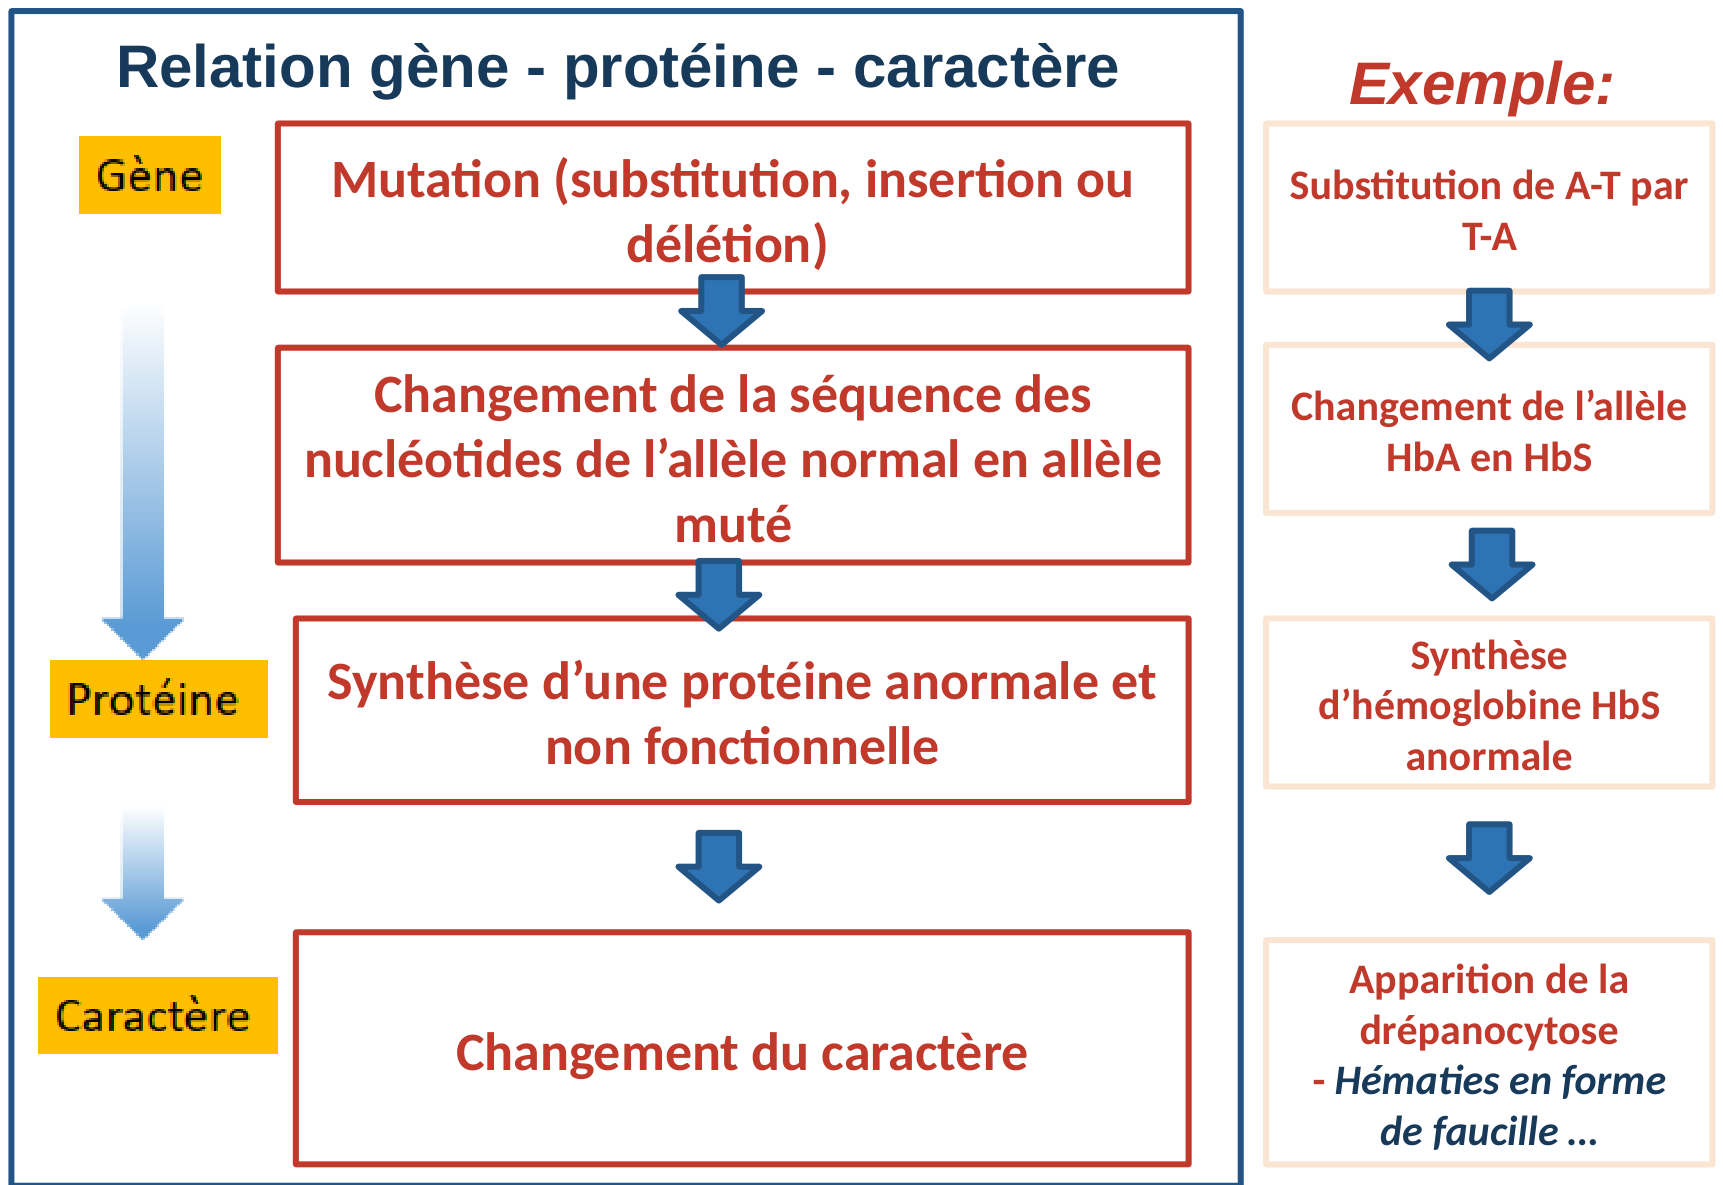 Relation gène - protéine - caractère
Exemple:
Gène
Mutation (substitution, insertion ou
délétion)
Substitution de A-T par
T-A
Changement de la séquence des
nucléotides de l’allèle normal en allèle
muté
Changement de l’allèle
HbA en HbS
Protéine
Synthèse d’une protéine anormale et
non fonctionnelle
Synthèse
d’hémoglobine HbS
anormale
Caractère
Changement du caractère
Apparition de la
drépanocytose
- Hématies en forme
de faucille ...